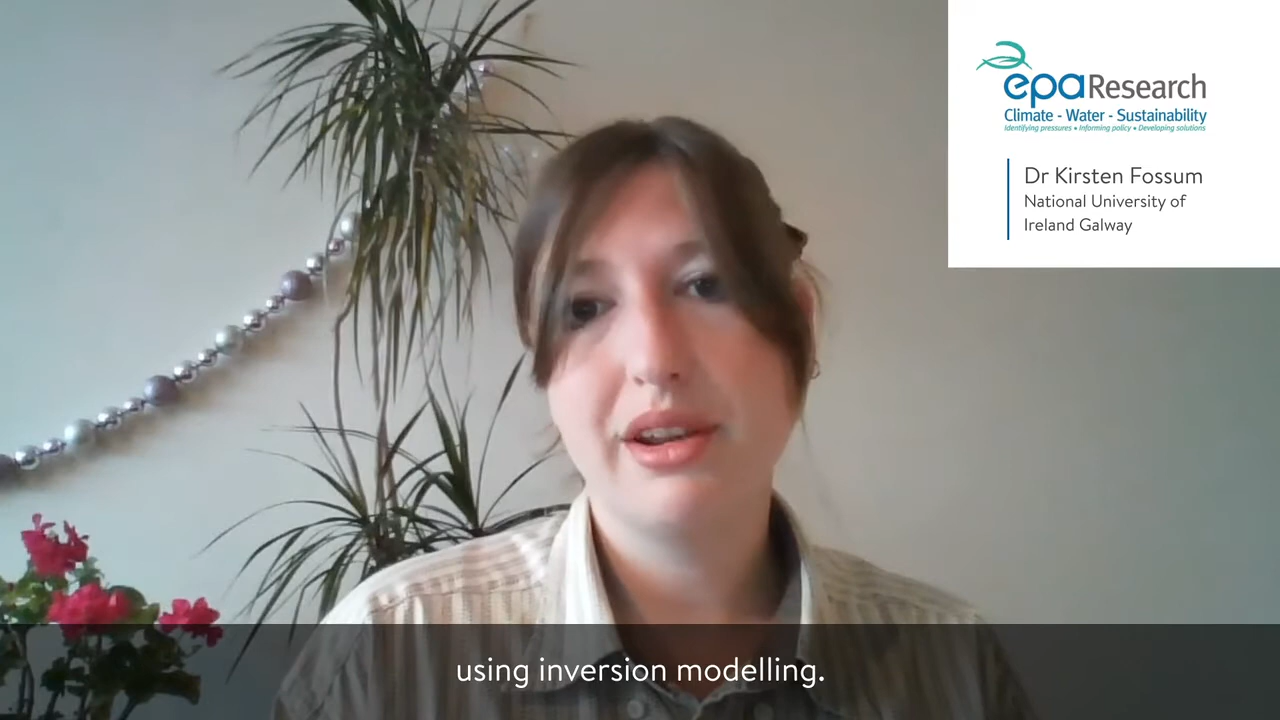 epaResearch
Climate - Water - Sustainability
Identifying pressures • Informing policy • Developing solutions
Dr Kirsten Fossum
National University of
Ireland Galway
using inversion modelling.